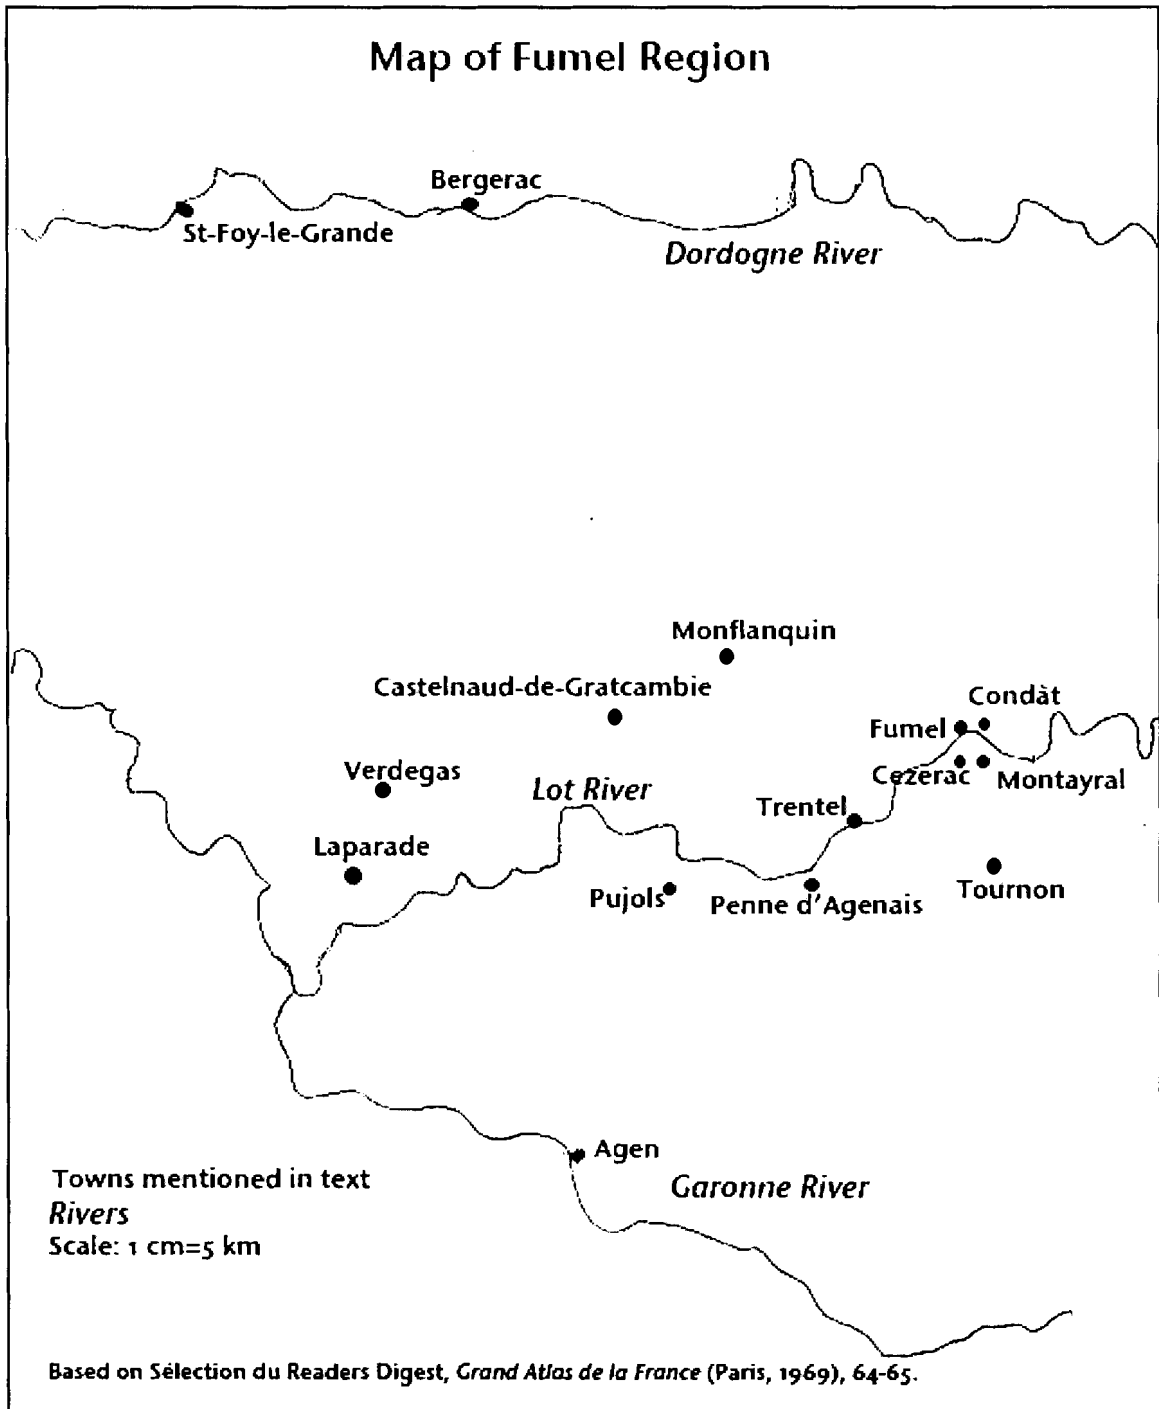 Map of Fumel Region
Bergerac
St-Foy-le-Grande
Dordogne River
Monflanquin
Castelnaud-de-Gratcambie
Condàt
Fumel
Verdegas
Cezerac
Montayral
Lot River
Trentel
Laparade
Pujols
Penne d'Agenais
Tournon
Agen
Garonne River
Towns mentioned in text
Rivers
Scale: 1 cm=5 km
Based on Sélection du Readers Digest, Grand Atlas de la France (Paris, 1969), 64-65.